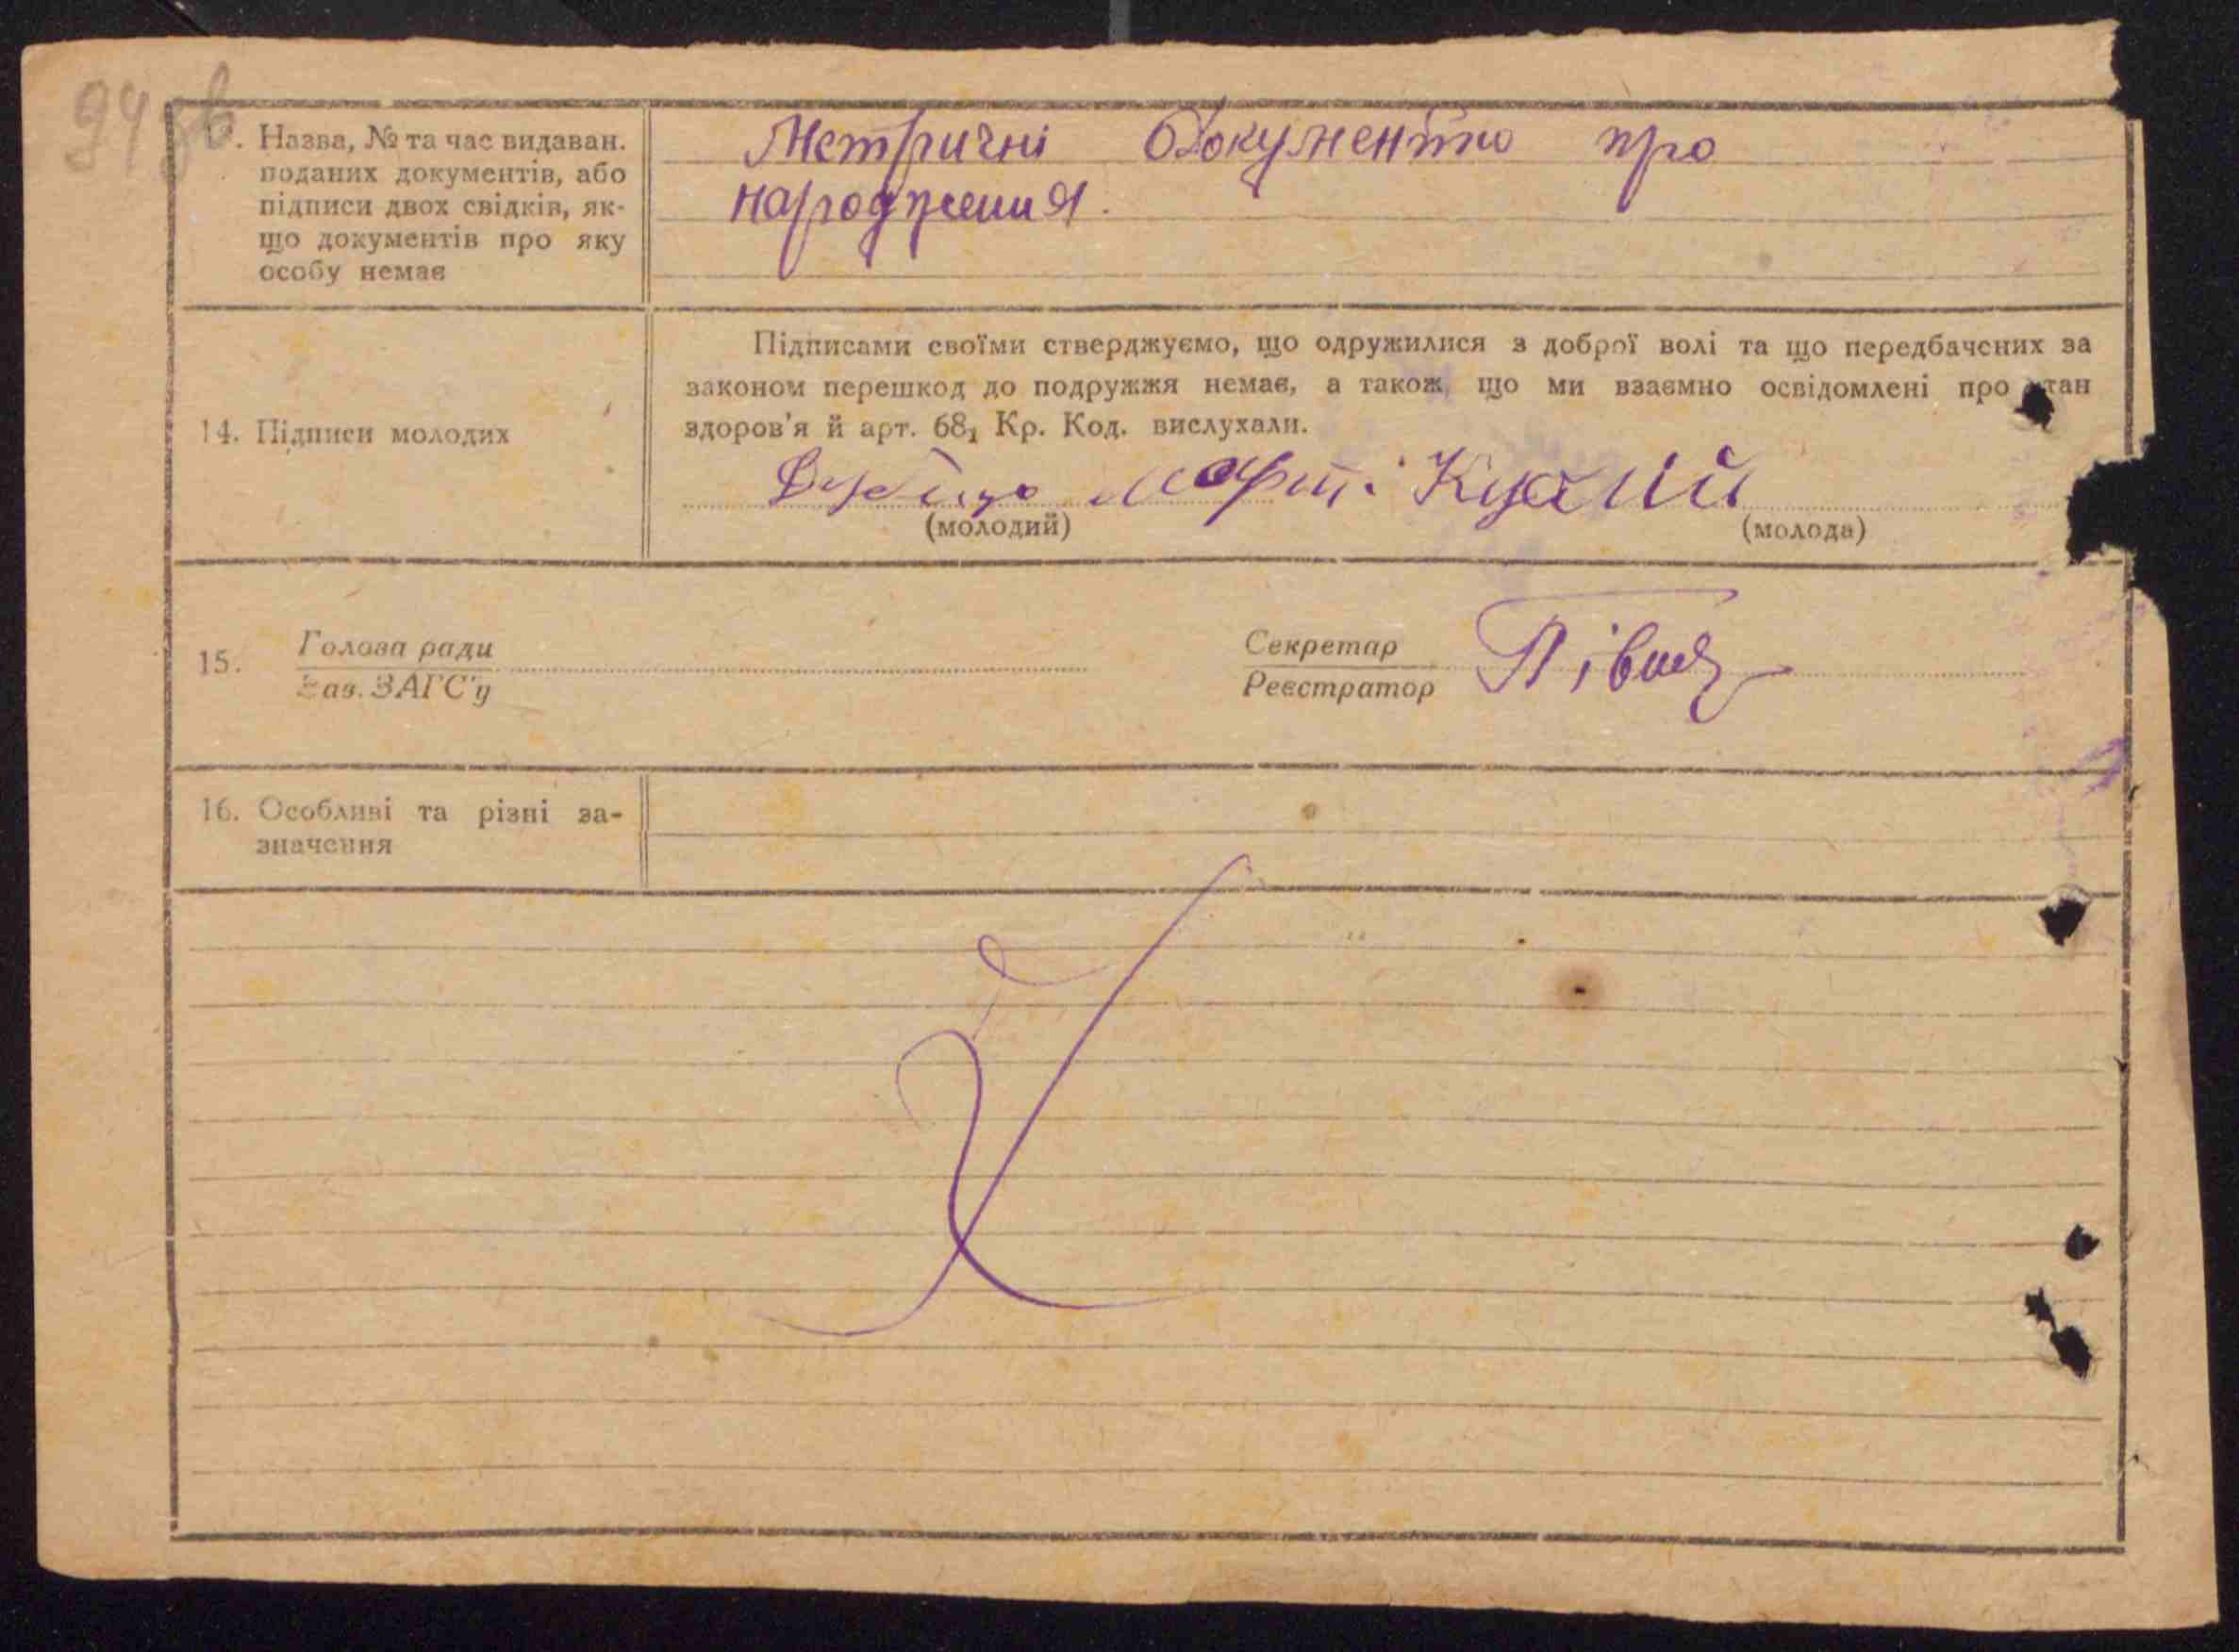 94 зв
Назва, № та час видаван.
поданих документів, або
підписи двох свідків, як-
що документів про яку
особу немає
Метричні документи про
народження.
Підписами своїми стверджуємо, що одружилися з доброї волі та що передбачених за
законом перешкод до подружжя немає, а також що ми взаємно освідомлені про стан
здоров'я й арт. 68₁ Кр. Код. вислухали.
14. Підписи молодих
(молодий) (молода)
15. Голова ради
Зав. ЗАГС'у
Секретар
Реєстратор
16. Особливі та різні за-
значення